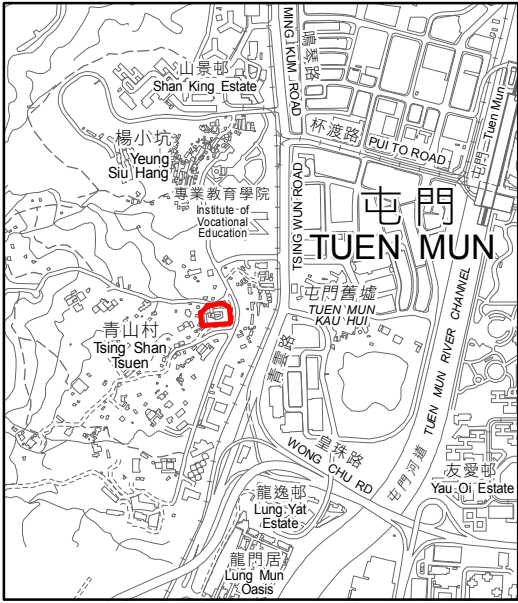 山景邨
Shan King Estate
MING KUM ROAD
鳴琴路
楊小坑
Yeung
Siu Hang
杯渡路
PUI TO ROAD
屯門 Tuen Mun
專業教育學院
Institute of
Vocational
Education
TSING WUN ROAD
屯門
TUEN MUN
屯門舊墟
TUEN MUN
KAU HUI
青山村
Tsing Shan
Tsuen
青雲路
皇珠路
WONG CHU RD
屯門河道 TUEN MUN RIVER CHANNEL
友愛邨
Yau Oi Estate
龍逸邨
Lung Yat
Estate
龍門居
Lung Mun
Oasis